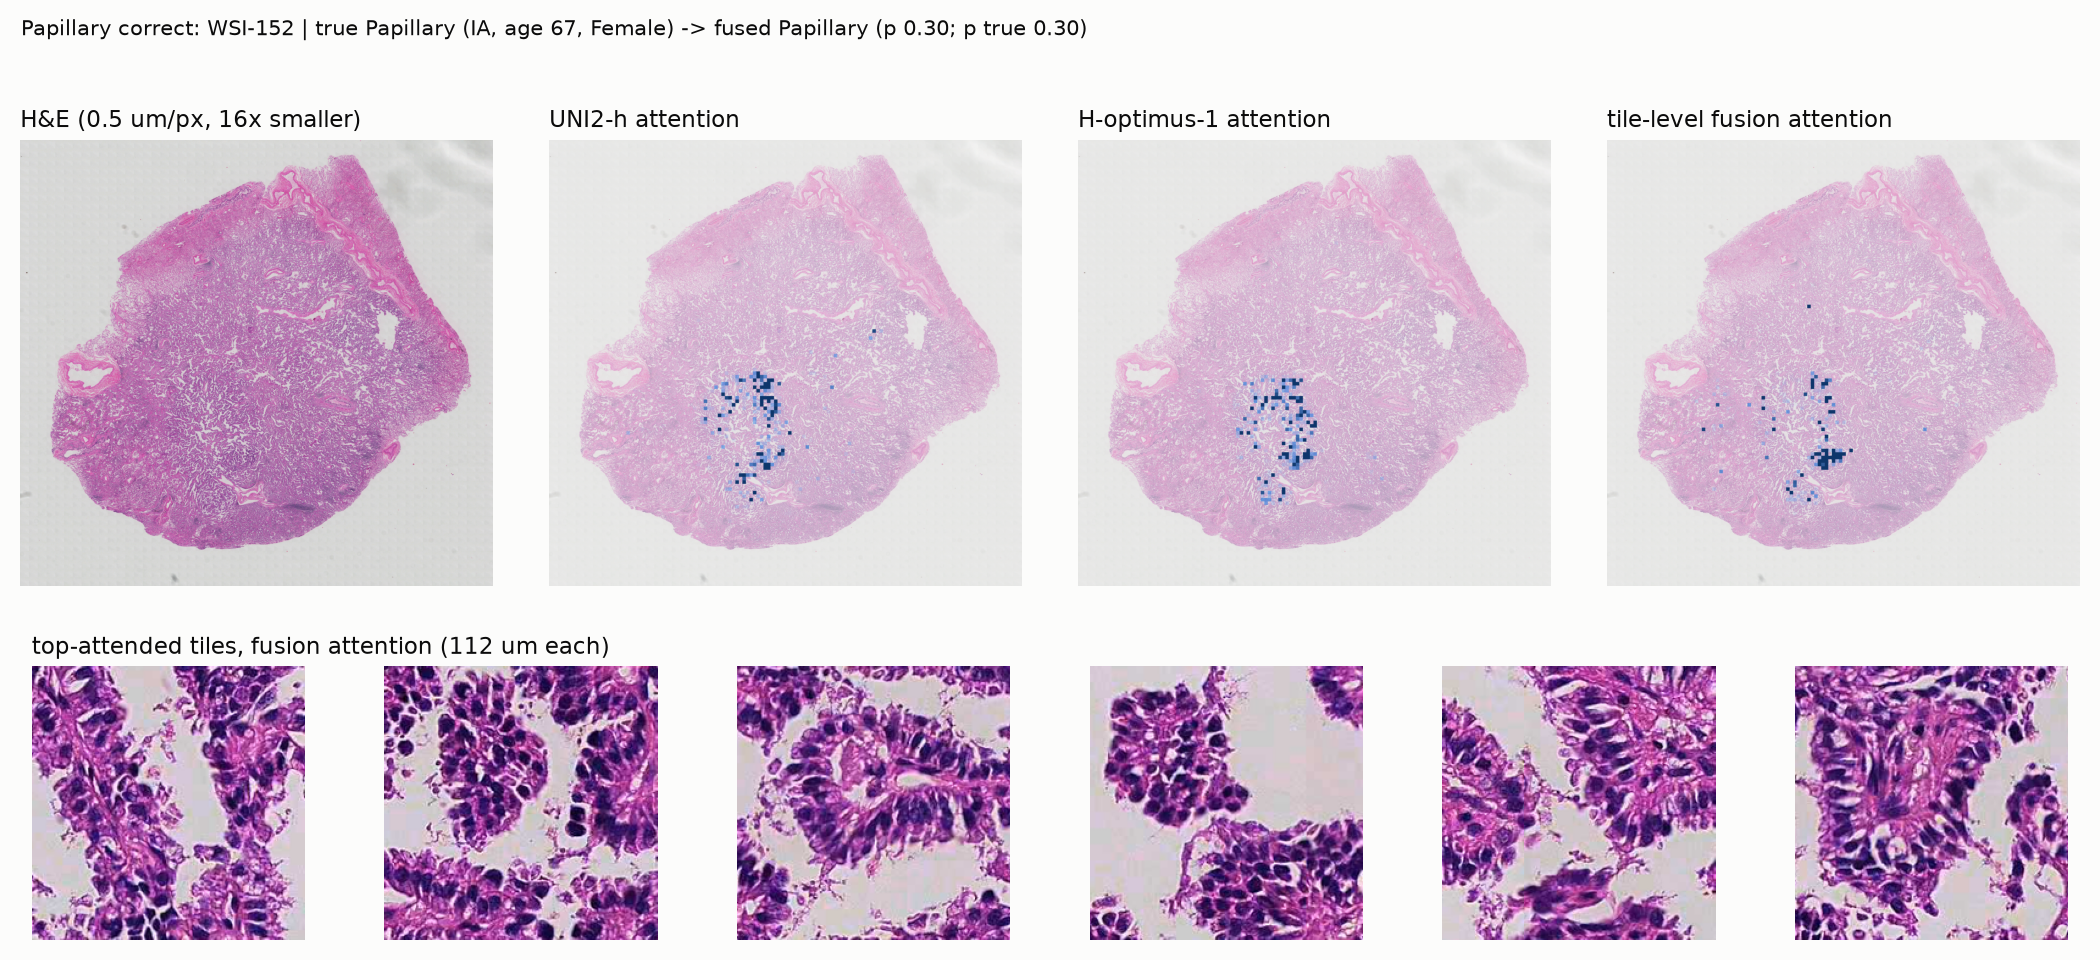 Papillary correct: WSI-152 | true Papillary (IA, age 67, Female) -> fused Papillary (p 0.30; p true 0.30)
H&E (0.5 um/px, 16x smaller)
UNI2-h attention
H-optimus-1 attention
tile-level fusion attention
top-attended tiles, fusion attention (112 um each)